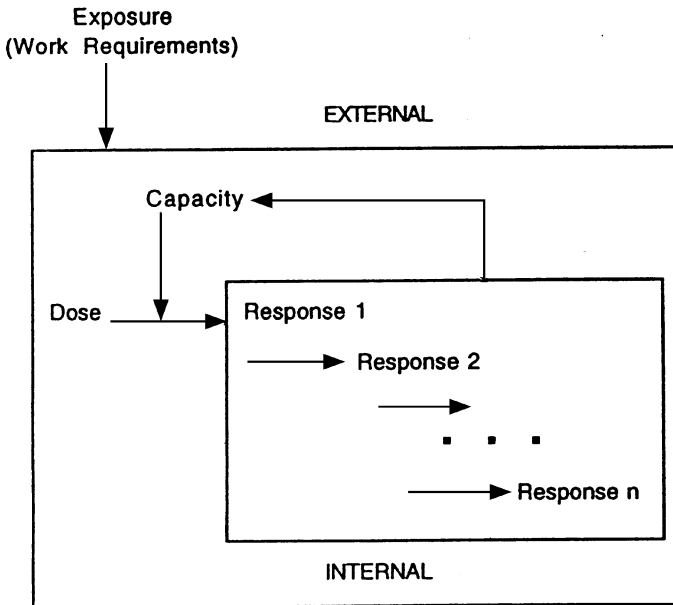 Exposure
(Work Requirements)
EXTERNAL
Capacity
Dose
Response 1
Response 2
. . .
Response n
INTERNAL